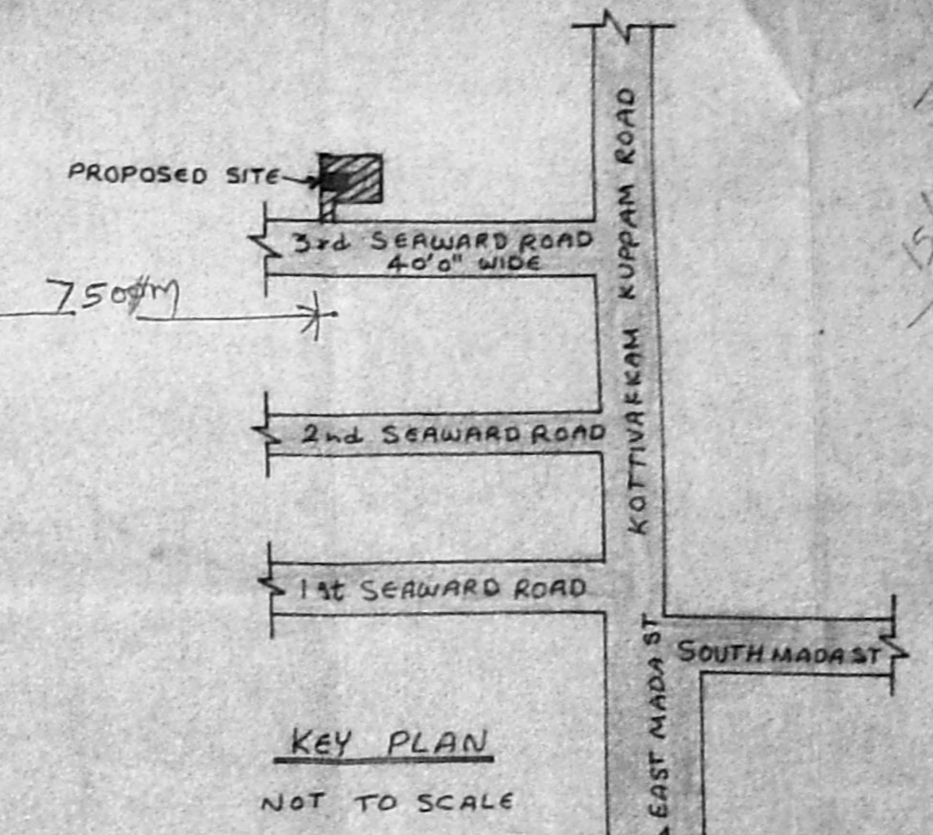 KOTTIVAKKAM KUPPAM ROAD
PROPOSED SITE
3rd SEAWARD ROAD
40'0" WIDE
2nd SEAWARD ROAD
1st SEAWARD ROAD
SOUTH MADA ST
EAST MADA ST
KEY PLAN
NOT TO SCALE